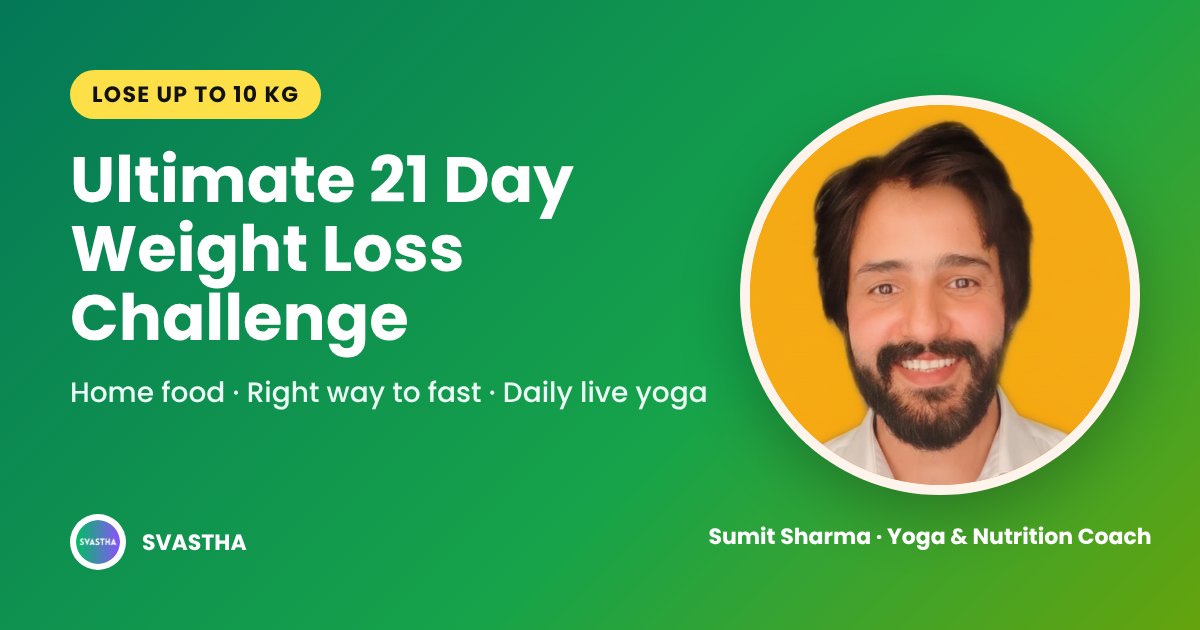 LOSE UP TO 10 KG
Ultimate 21 Day
Weight Loss
Challenge
Home food · Right way to fast · Daily live yoga
SVASTHA
SVASTHA
Sumit Sharma · Yoga & Nutrition Coach